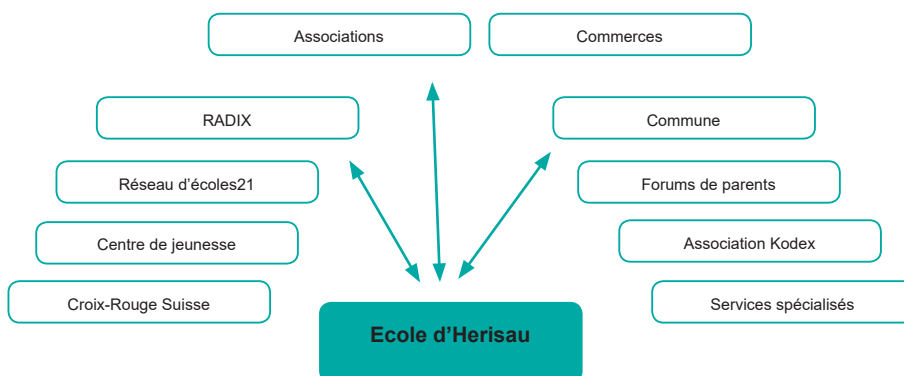 Associations
Commerces
RADIX
Commune
Réseau d’écoles21
Forums de parents
Centre de jeunesse
Association Kodex
Croix-Rouge Suisse
Services spécialisés
Ecole d’Herisau